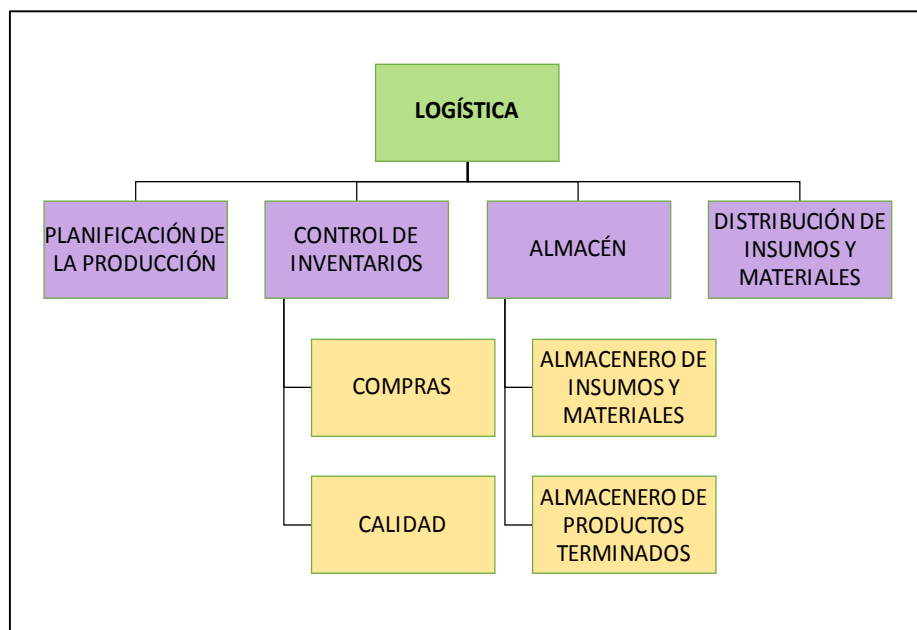 LOGÍSTICA
PLANIFICACIÓN DE
LA PRODUCCIÓN
CONTROL DE
INVENTARIOS
ALMACÉN
DISTRIBUCIÓN DE
INSUMOS Y
MATERIALES
COMPRAS
ALMACENERO DE
INSUMOS Y
MATERIALES
CALIDAD
ALMACENERO DE
PRODUCTOS
TERMINADOS